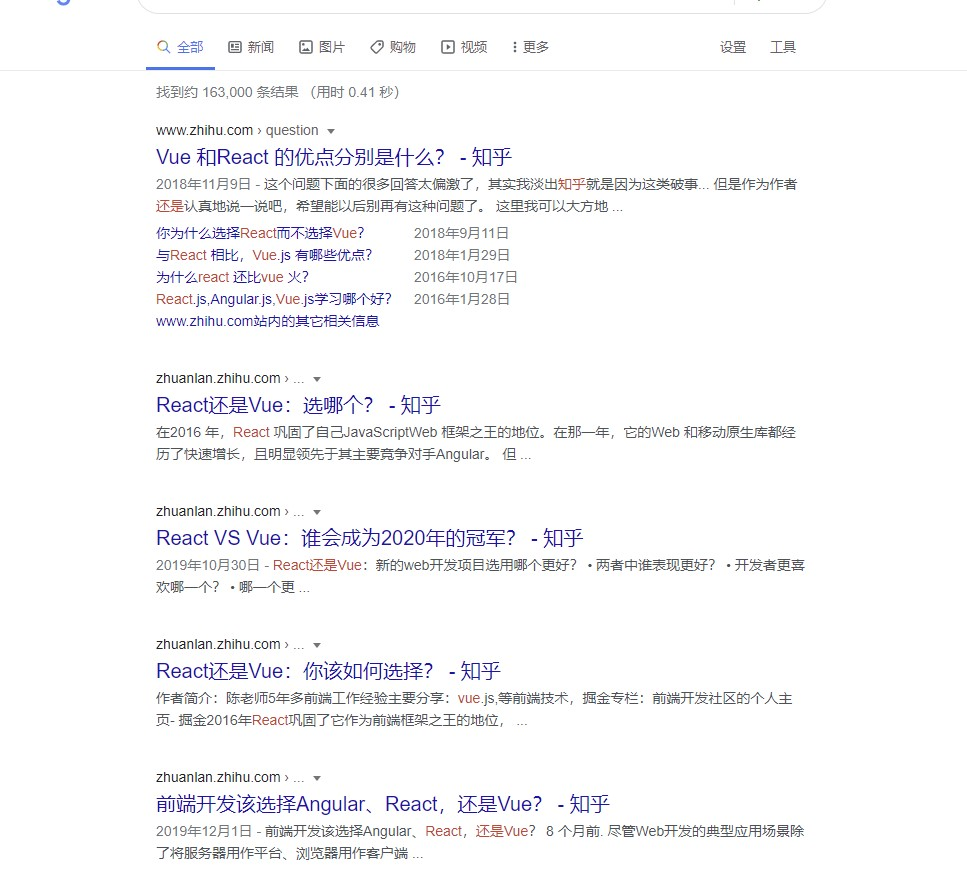 全部 新闻 图片 购物 视频 更多 设置 工具
找到约 163,000 条结果 （用时 0.41 秒）
www.zhihu.com › question
Vue 和React 的优点分别是什么？ - 知乎
2018年11月9日 - 这个问题下面的很多回答太偏激了，其实我淡出知乎就是因为这类破事... 但是作为作者
还是认真地说一说吧，希望能以后别再有这种问题了。 这里我可以大方地 ...
你为什么选择React而不选择Vue? 2018年9月11日
与React 相比，Vue.js 有哪些优点? 2018年1月29日
为什么react 还比vue 火? 2016年10月17日
React.js,Angular.js,Vue.js学习哪个好? 2016年1月28日
www.zhihu.com站内的其它相关信息
zhuanlan.zhihu.com › ...
React还是Vue：选哪个？ - 知乎
在2016 年，React 巩固了自己JavaScriptWeb 框架之王的地位。在那一年，它的Web 和移动原生库都经
历了快速增长，且明显领先于其主要竞争对手Angular。 但 ...
zhuanlan.zhihu.com › ...
React VS Vue：谁会成为2020年的冠军？ - 知乎
2019年10月30日 - React还是Vue：新的web开发项目选用哪个更好？ • 两者中谁表现更好？ • 开发者更喜
欢哪一个？ • 哪一个更 ...
zhuanlan.zhihu.com › ...
React还是Vue：你该如何选择？ - 知乎
作者简介：陈老师5年多前端工作经验主要分享：vue.js,等前端技术，掘金专栏：前端开发社区的个人主
页- 掘金2016年React巩固了它作为前端框架之王的地位， ...
zhuanlan.zhihu.com › ...
前端开发该选择Angular、React，还是Vue？ - 知乎
2019年12月1日 - 前端开发该选择Angular、React，还是Vue？ 8 个月前. 尽管Web开发的典型应用场景除
了将服务器用作平台、浏览器用作客户端 ...